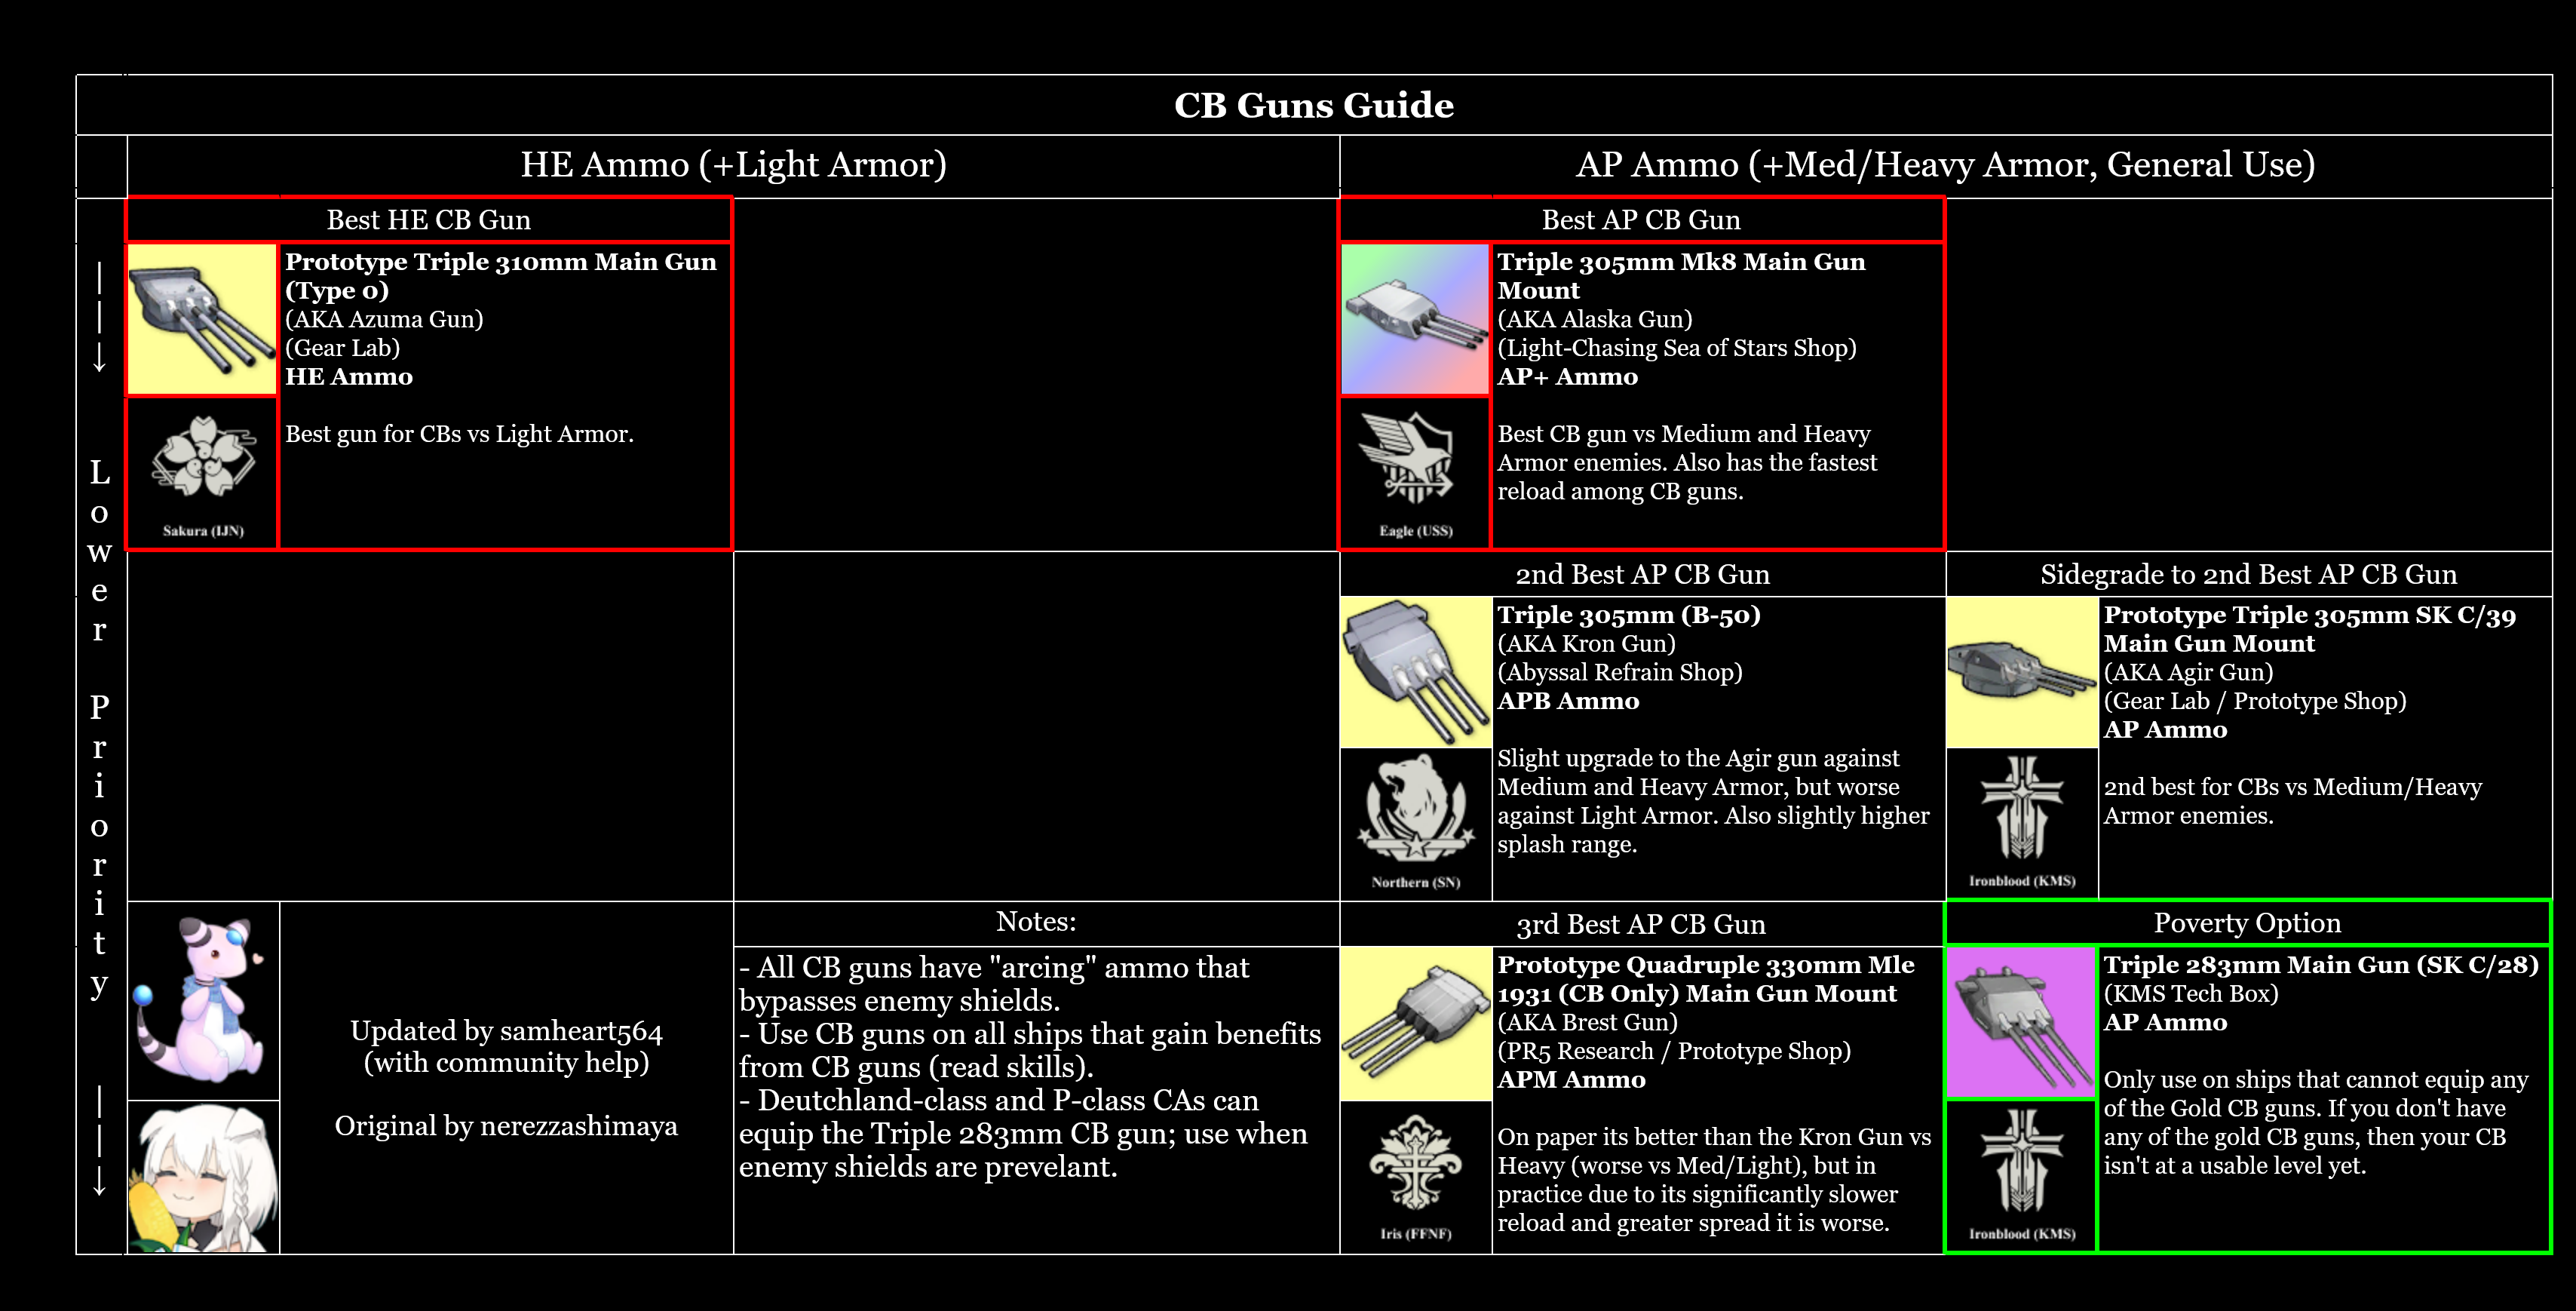 CB Guns Guide
HE Ammo (+Light Armor)
AP Ammo (+Med/Heavy Armor, General Use)
Lower Priority
Best HE CB Gun
Prototype Triple 310mm Main Gun
(Type 0)
(AKA Azuma Gun)
(Gear Lab)
HE Ammo
Best gun for CBs vs Light Armor.
Sakura (IJN)
Best AP CB Gun
Triple 305mm Mk8 Main Gun
Mount
(AKA Alaska Gun)
(Light-Chasing Sea of Stars Shop)
AP+ Ammo
Best CB gun vs Medium and Heavy
Armor enemies. Also has the fastest
reload among CB guns.
Eagle (USS)
2nd Best AP CB Gun
Triple 305mm (B-50)
(AKA Kron Gun)
(Abyssal Refrain Shop)
APB Ammo
Slight upgrade to the Agir gun against
Medium and Heavy Armor, but worse
against Light Armor. Also slightly higher
splash range.
Northern (SN)
Sidegrade to 2nd Best AP CB Gun
Prototype Triple 305mm SK C/39
Main Gun Mount
(AKA Agir Gun)
(Gear Lab / Prototype Shop)
AP Ammo
2nd best for CBs vs Medium/Heavy
Armor enemies.
Ironblood (KMS)
Updated by samheart564
(with community help)
Original by nerezzashimaya
Notes:
- All CB guns have "arcing" ammo that
bypasses enemy shields.
- Use CB guns on all ships that gain benefits
from CB guns (read skills).
- Deutchland-class and P-class CAs can
equip the Triple 283mm CB gun; use when
enemy shields are prevelant.
3rd Best AP CB Gun
Prototype Quadruple 330mm Mle
1931 (CB Only) Main Gun Mount
(AKA Brest Gun)
(PR5 Research / Prototype Shop)
APM Ammo
On paper its better than the Kron Gun vs
Heavy (worse vs Med/Light), but in
practice due to its significantly slower
reload and greater spread it is worse.
Iris (FFNF)
Poverty Option
Triple 283mm Main Gun (SK C/28)
(KMS Tech Box)
AP Ammo
Only use on ships that cannot equip any
of the Gold CB guns. If you don't have
any of the gold CB guns, then your CB
isn't at a usable level yet.
Ironblood (KMS)